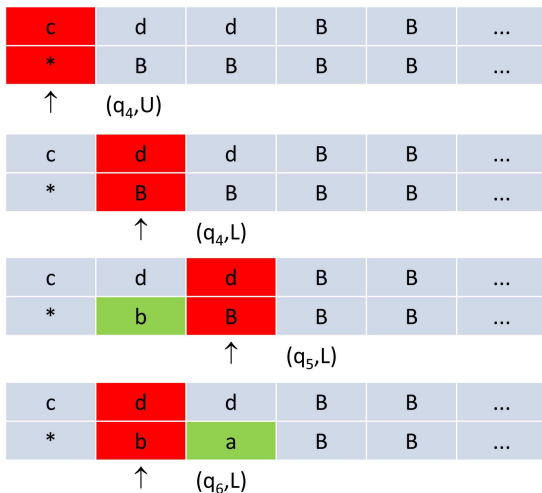 c d d B B ...
* B B B B ...
↑ (q₄,U)
c d d B B ...
* B B B B ...
↑ (q₄,L)
c d d B B ...
* b B B B ...
↑ (q₅,L)
c d d B B ...
* b a B B ...
↑ (q₆,L)